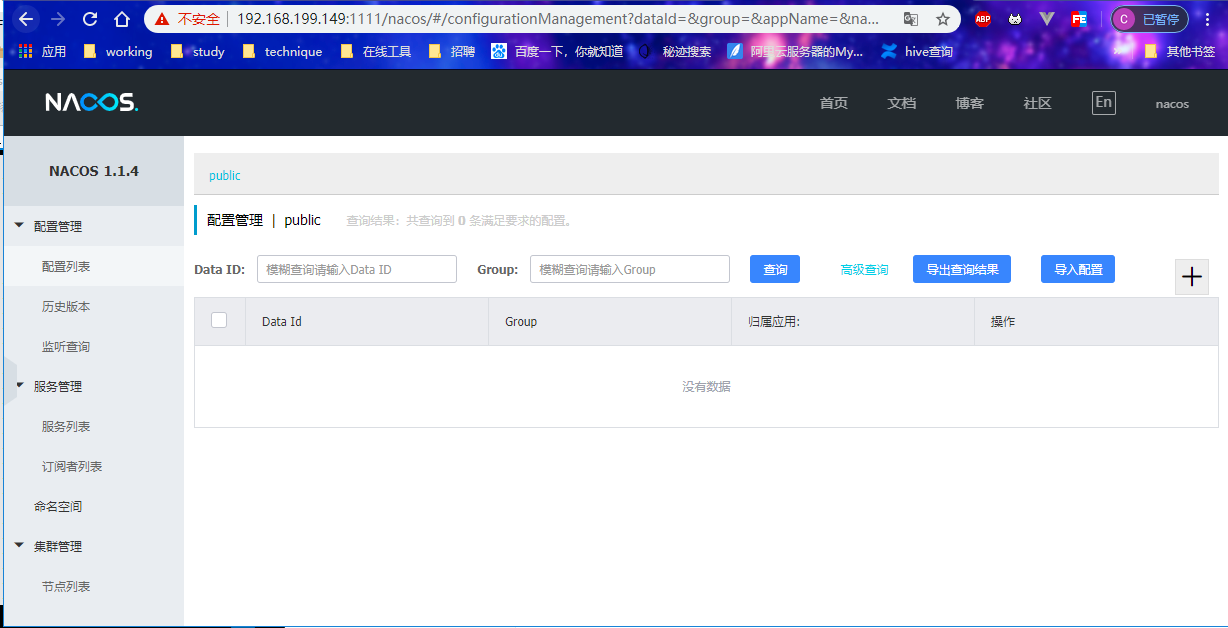 不安全 192.168.199.149:1111/nacos/#/configurationManagement?dataId=&group=&appName=&na... ABP FE C 已暂停
应用 working study technique 在线工具 招聘 百度一下，你就知道 秘迹搜索 阿里云服务器的My... hive查询 其他书签
NACOS. 首页 文档 博客 社区 En nacos
NACOS 1.1.4
配置管理
配置列表
历史版本
监听查询
服务管理
服务列表
订阅者列表
命名空间
集群管理
节点列表
public
配置管理 | public 查询结果：共查询到 0 条满足要求的配置。
Data ID: 模糊查询请输入Data ID Group: 模糊查询请输入Group 查询 高级查询 导出查询结果 导入配置
Data Id Group 归属应用: 操作
没有数据